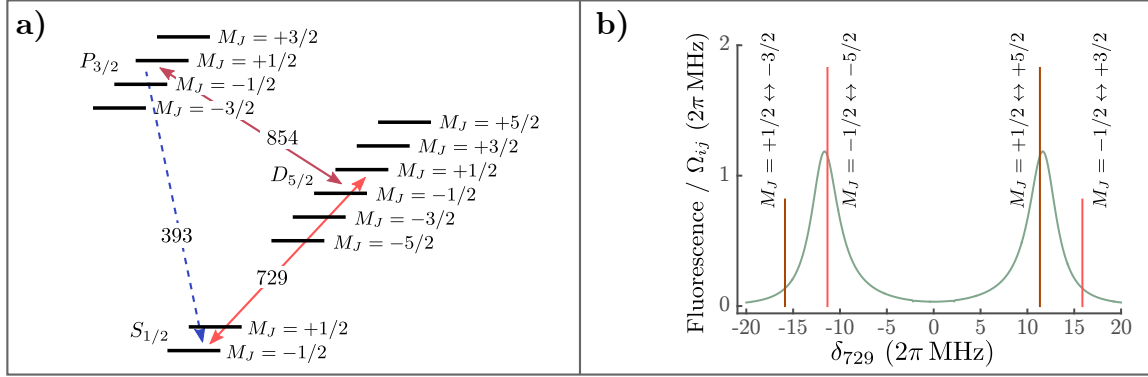 a)
M_J = +3/2
P_{3/2}
M_J = +1/2
M_J = −1/2
M_J = −3/2
854
M_J = +5/2
M_J = +3/2
D_{5/2}
M_J = +1/2
M_J = −1/2
M_J = −3/2
M_J = −5/2
393
729
S_{1/2}
M_J = +1/2
M_J = −1/2
b)
Fluorescence / Ω_{ij} (2π MHz)
2
1
0
M_J = +1/2 ↔ −3/2
M_J = −1/2 ↔ −5/2
M_J = +1/2 ↔ +5/2
M_J = −1/2 ↔ +3/2
-20 -15 -10 -5 0 5 10 15 20
δ_{729} (2π MHz)